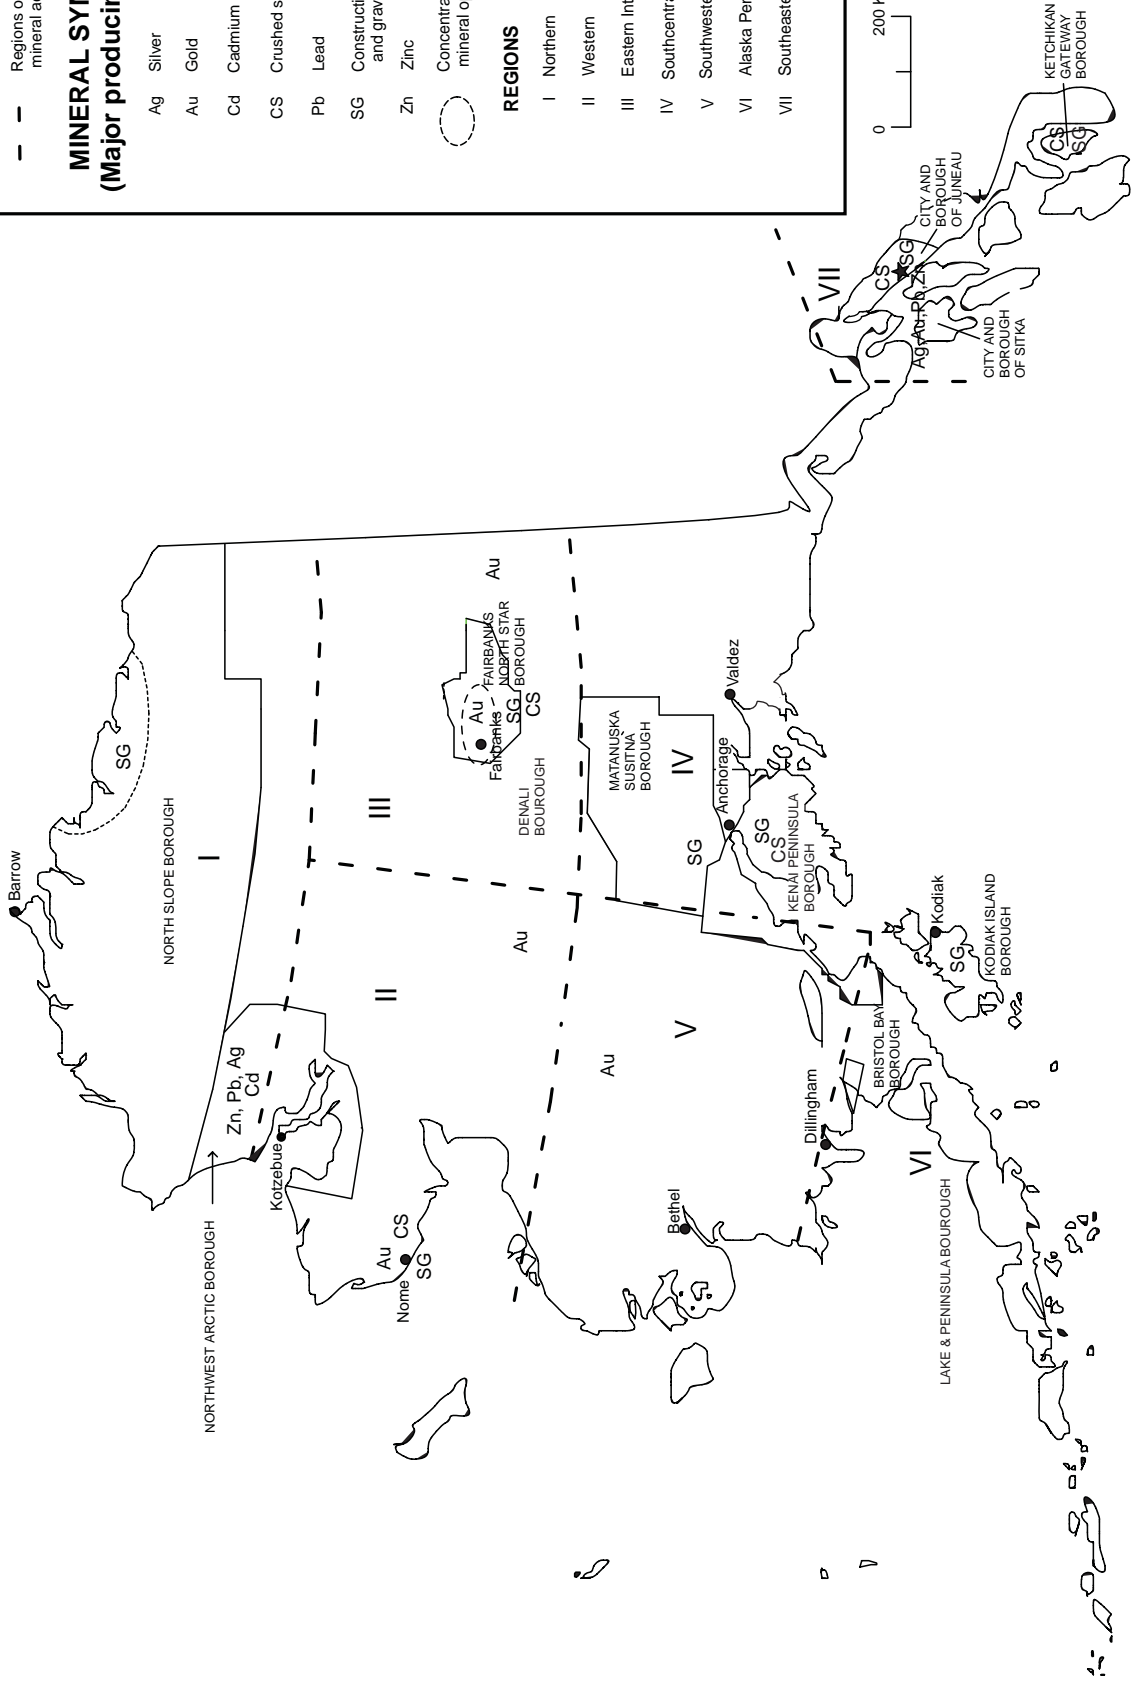 Regions o
mineral ac
MINERAL SYM
(Major producin
Ag Silver
Au Gold
Cd Cadmium
CS Crushed s
Pb Lead
SG Constructi
and grav
Zn Zinc
Concentra
mineral o
REGIONS
I Northern
II Western
III Eastern Int
IV Southcentra
V Southweste
VI Alaska Pen
VII Southeaste
0 200 K
Barrow
SG
NORTH SLOPE BOROUGH
I
NORTHWEST ARCTIC BOROUGH
Zn, Pb, Ag
Cd
Kotzebue
II
Au
CS
Nome
SG
Au
III
Au
Au
Fairbanks
FAIRBANKS
NORTH STAR
BOROUGH
SG
CS
DENALI
BOUROUGH
MATANUSKA
SUSITNA
BOROUGH
IV
Anchorage
Valdez
SG
SG
CS
KENAI PENINSULA
BOROUGH
V
Au
Bethel
Dillingham
BRISTOL BAY
BOROUGH
Kodiak
SG
KODIAK ISLAND
BOROUGH
VI
LAKE & PENINSULA BOUROUGH
VII
CS
SG
Ag,Au,Pb,Zn
CITY AND
BOROUGH
OF JUNEAU
CITY AND
BOROUGH
OF SITKA
CS
SG
KETCHIKAN
GATEWAY
BOROUGH